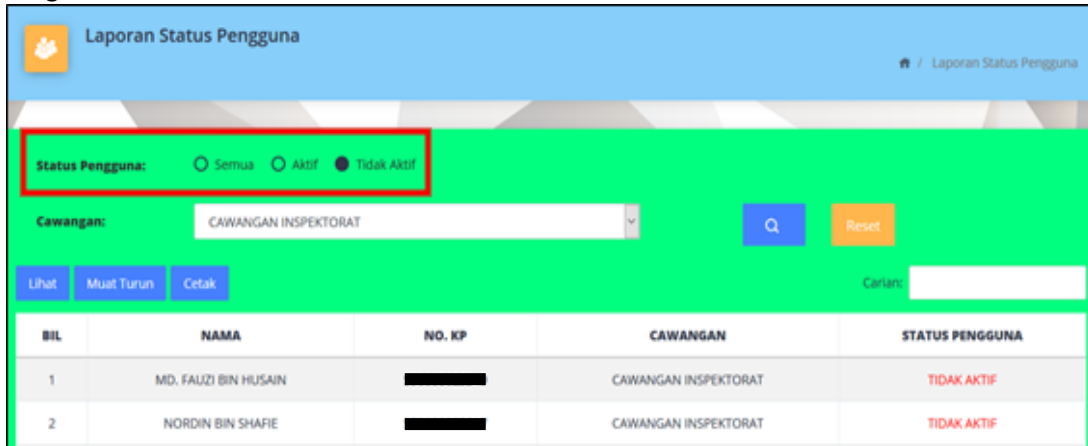 Laporan Status Pengguna
/ Laporan Status Pengguna
Status Pengguna: Semua Aktif Tidak Aktif
Cawangan: CAWANGAN INSPEKTORAT Reset
Lihat Muat Turun Cetak Carian:
BIL NAMA NO. KP CAWANGAN STATUS PENGGUNA
1 MD. FAUZI BIN HUSAIN CAWANGAN INSPEKTORAT TIDAK AKTIF
2 NORDIN BIN SHAFIE CAWANGAN INSPEKTORAT TIDAK AKTIF